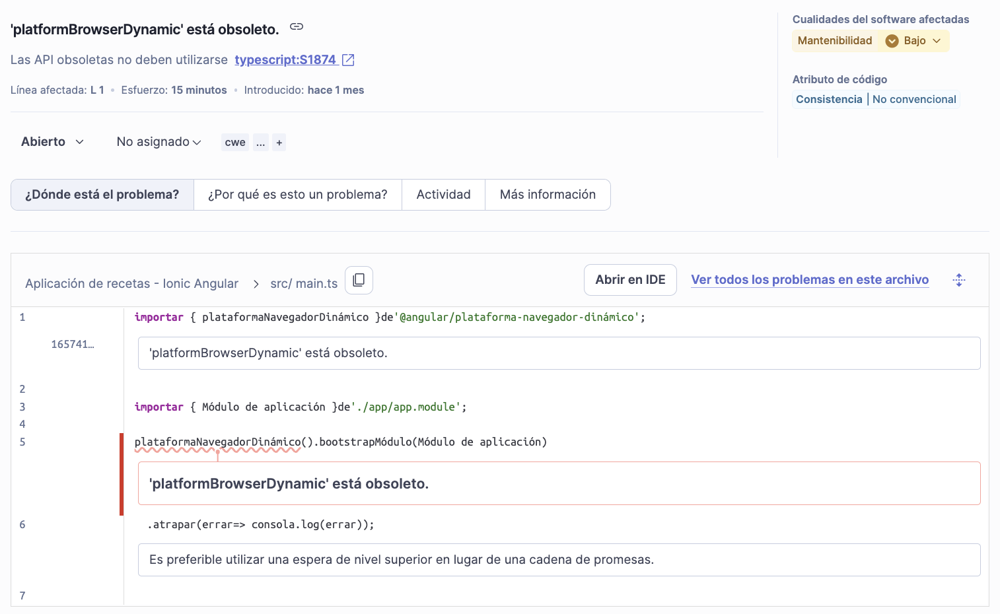 'platformBrowserDynamic' está obsoleto.
Las API obsoletas no deben utilizarse typescript:S1874
Línea afectada: L 1 • Esfuerzo: 15 minutos • Introducido: hace 1 mes
Cualidades del software afectadas
Mantenibilidad Bajo
Atributo de código
Consistencia | No convencional
Abierto No asignado cwe ... +
¿Dónde está el problema? ¿Por qué es esto un problema? Actividad Más información
Aplicación de recetas - Ionic Angular > src/ main.ts Abrir en IDE Ver todos los problemas en este archivo
1 importar { plataformaNavegadorDinámico }de'@angular/plataforma-navegador-dinámico';
165741…
'platformBrowserDynamic' está obsoleto.
2
3 importar { Módulo de aplicación }de'./app/app.module';
4
5 plataformaNavegadorDinámico().bootstrapMódulo(Módulo de aplicación)
'platformBrowserDynamic' está obsoleto.
6 .atrapar(errar=> consola.log(errar));
Es preferible utilizar una espera de nivel superior en lugar de una cadena de promesas.
7